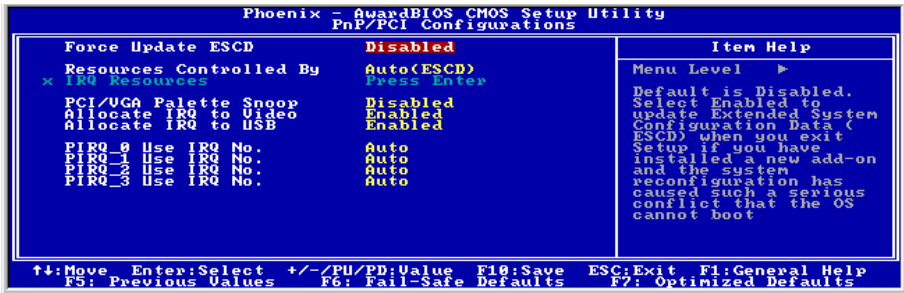 Phoenix - AwardBIOS CMOS Setup Utility
PnP/PCI Configurations
Force Update ESCD Disabled
Resources Controlled By Auto(ESCD)
x IRQ Resources Press Enter
PCI/VGA Palette Snoop Disabled
Allocate IRQ to Video Enabled
Allocate IRQ to USB Enabled
PIRQ_0 Use IRQ No. Auto
PIRQ_1 Use IRQ No. Auto
PIRQ_2 Use IRQ No. Auto
PIRQ_3 Use IRQ No. Auto
Item Help
Menu Level ►
Default is Disabled.
Select Enabled to
update Extended System
Configuration Data (
ESCD) when you exit
Setup if you have
installed a new add-on
and the system
reconfiguration has
caused such a serious
conflict that the OS
cannot boot
↑↓:Move Enter:Select +/-/PU/PD:Value F10:Save ESC:Exit F1:General Help
F5: Previous Values F6: Fail-Safe Defaults F7: Optimized Defaults